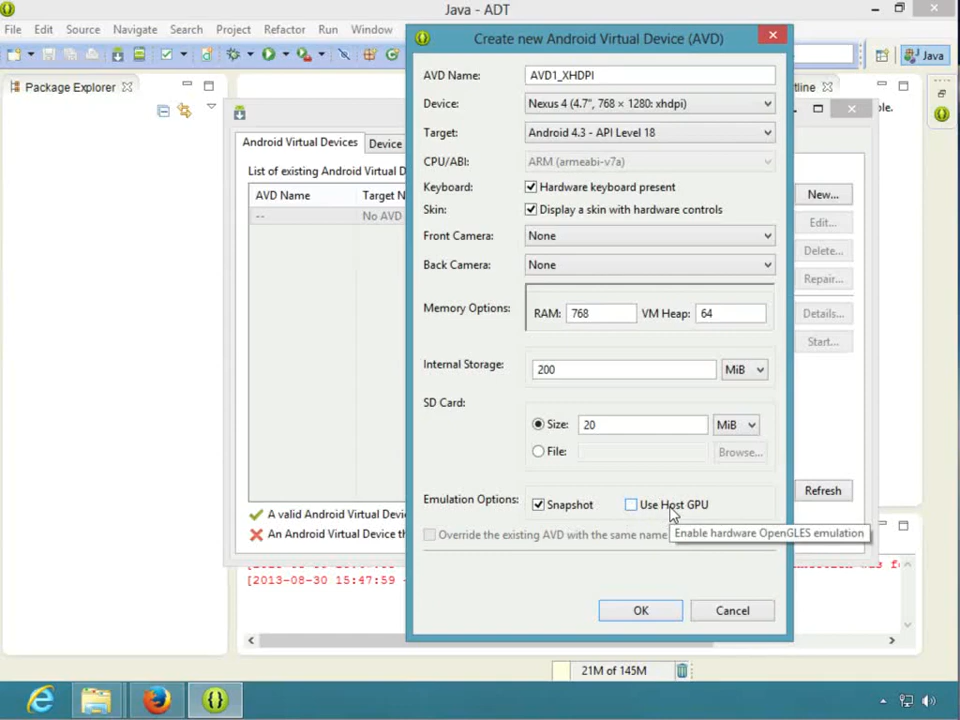 Java - ADT
File Edit Source Navigate Search Project Refactor Run Window
Java
Package Explorer
tline
ble.
Android Virtual Devices Device
List of existing Android Virtual D
AVD Name Target N
-- No AVD
New...
Edit...
Delete...
Repair...
Details...
Start...
Refresh
A valid Android Virtual Device
An Android Virtual Device th
[2013-08-30 15:47:59 -
Create new Android Virtual Device (AVD)
AVD Name: AVD1_XHDPI
Device: Nexus 4 (4.7", 768 × 1280: xhdpi)
Target: Android 4.3 - API Level 18
CPU/ABI: ARM (armeabi-v7a)
Keyboard: Hardware keyboard present
Skin: Display a skin with hardware controls
Front Camera: None
Back Camera: None
Memory Options: RAM: 768 VM Heap: 64
Internal Storage: 200 MiB
SD Card:
Size: 20 MiB
File: Browse...
Emulation Options: Snapshot Use Host GPU
Override the existing AVD with the same name
Enable hardware OpenGLES emulation
OK Cancel
21M of 145M